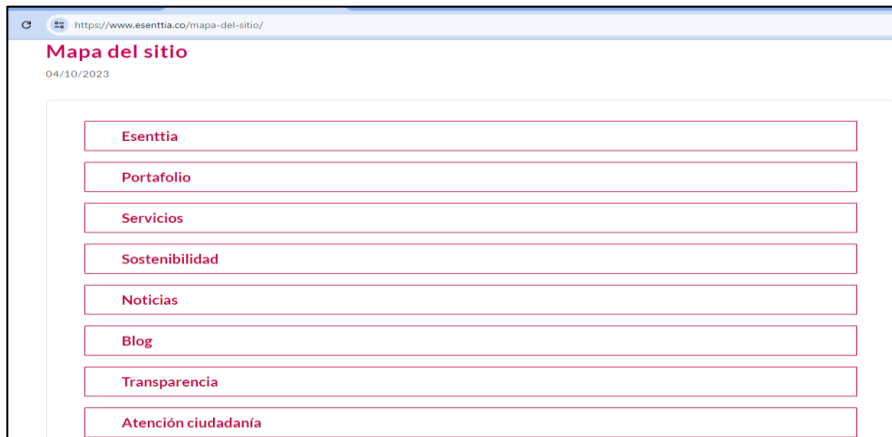 https://www.esenttia.co/mapa-del-sitio/
Mapa del sitio
04/10/2023
Esenttia
Portafolio
Servicios
Sostenibilidad
Noticias
Blog
Transparencia
Atención ciudadanía